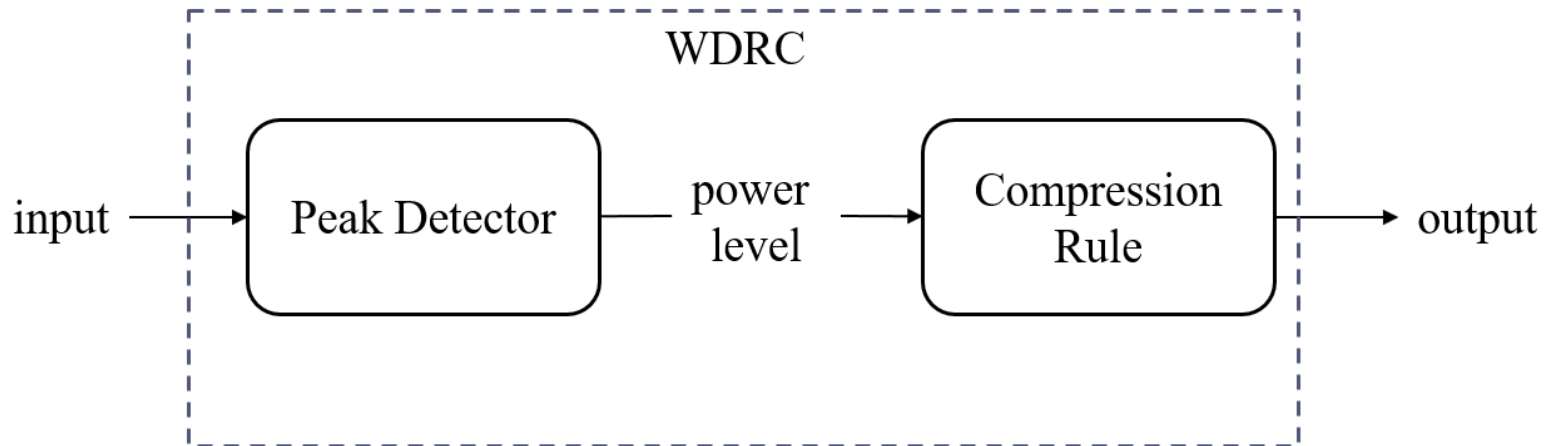 WDRC
input
Peak Detector
power
level
Compression
Rule
output